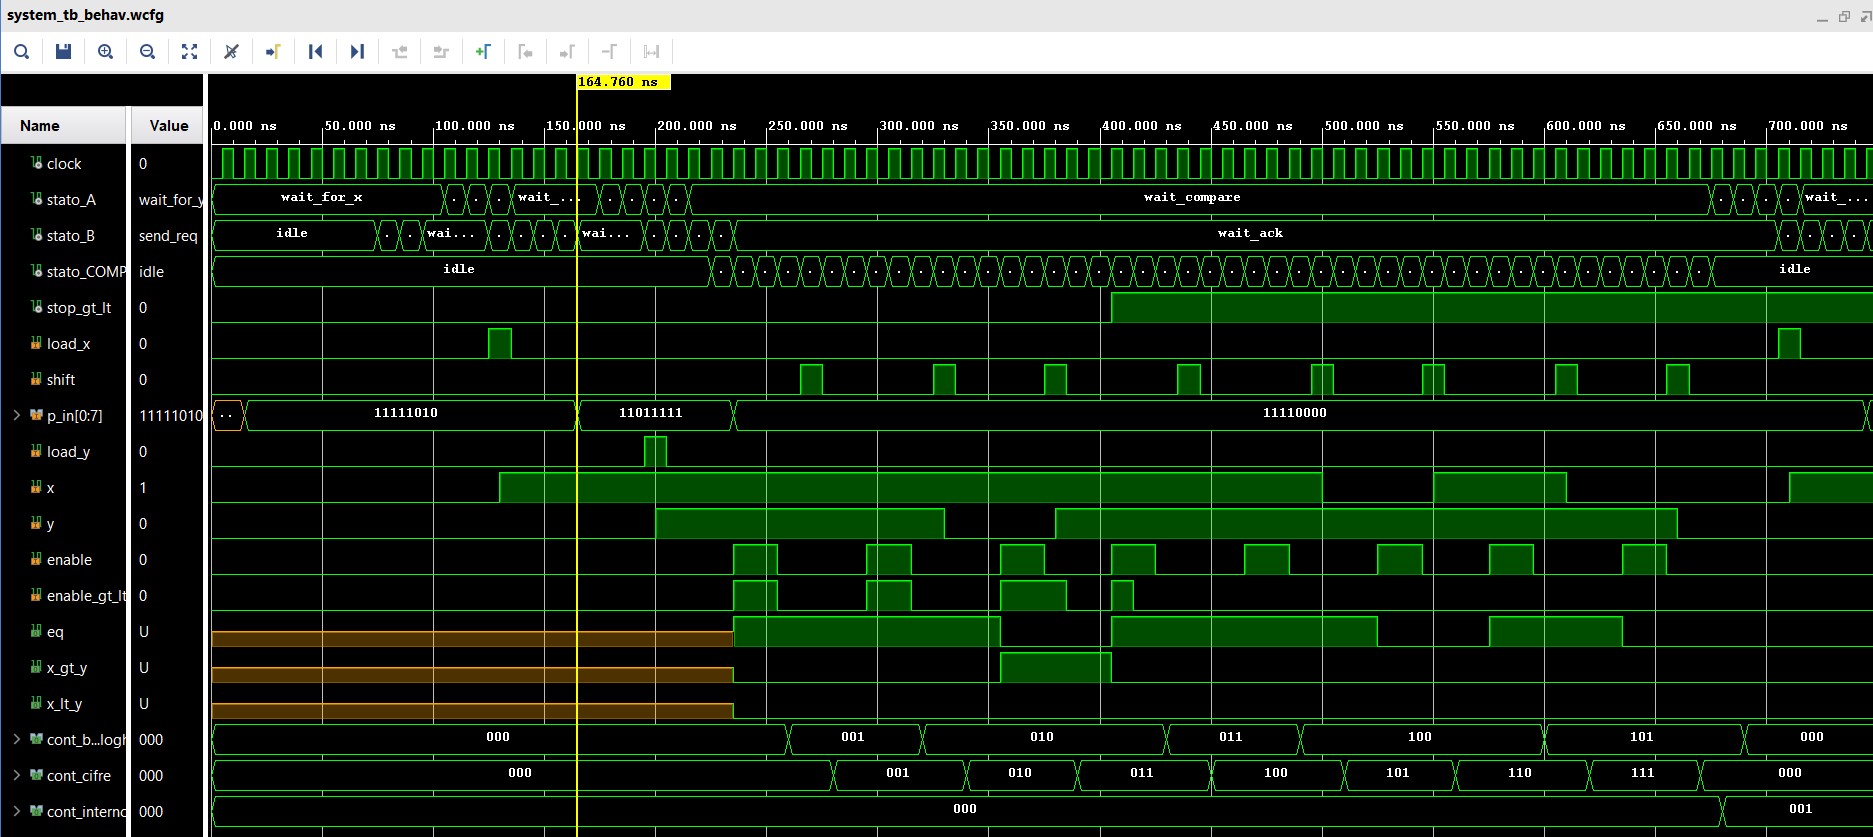 system_tb_behav.wcfg
164.760 ns
Name Value
0.000 ns 50.000 ns 100.000 ns 150.000 ns 200.000 ns 250.000 ns 300.000 ns 350.000 ns 400.000 ns 450.000 ns 500.000 ns 550.000 ns 600.000 ns 650.000 ns 700.000 ns
clock 0
stato_A wait_for_y wait_for_x . . . wait_... . . . . wait_compare . . . . wait_...
stato_B send_req idle . . wai... . . . . wai... . . . . wait_ack . . . .
stato_COMP idle idle . . . . . . . . . . . . . . . . . . . . . . . . . . . . . . . . . . . . . . . . . . . . . idle
stop_gt_lt 0
load_x 0
shift 0
p_in[0:7] 11111010 .. 11111010 11011111 11110000
load_y 0
x 1
y 0
enable 0
enable_gt_lt 0
eq U
x_gt_y U
x_lt_y U
cont_b...logh 000 000 001 010 011 100 101 000
cont_cifre 000 000 001 010 011 100 101 110 111 000
cont_interno 000 000 001